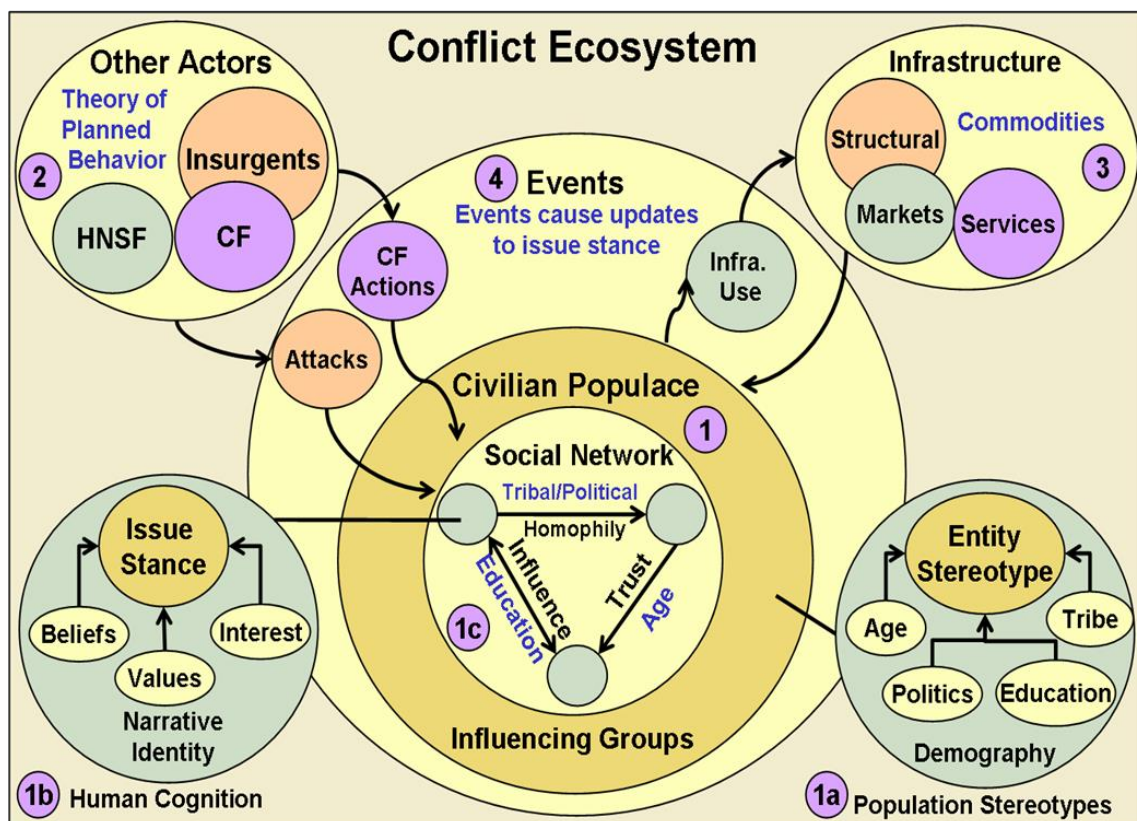 Conflict Ecosystem
Other Actors
Theory of
Planned
Behavior
2
Insurgents
HNSF
CF
Infrastructure
Commodities
3
Structural
Markets
Services
4
Events
Events cause updates
to issue stance
CF
Actions
Attacks
Infra.
Use
Civilian Populace
1
Social Network
Tribal/Political
Homophily
Influence
Education
Trust
Age
1c
Influencing Groups
Issue
Stance
Beliefs
Values
Interest
Narrative
Identity
1b
Human Cognition
Entity
Stereotype
Age
Tribe
Politics
Education
Demography
1a
Population Stereotypes